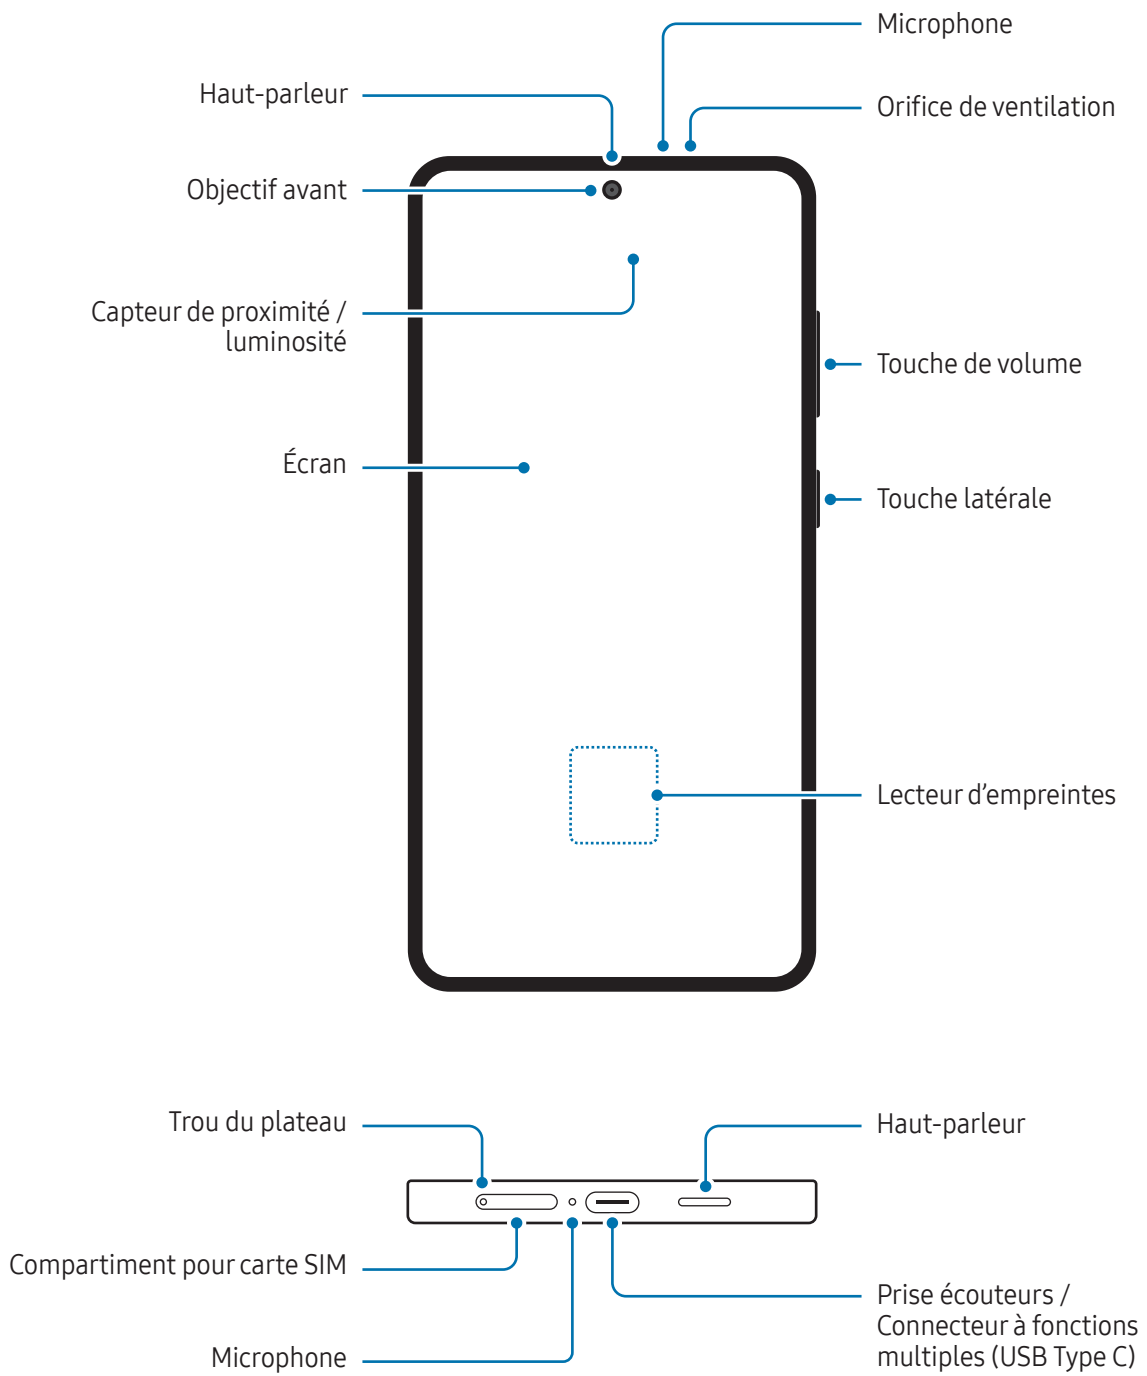 Microphone
Haut-parleur
Orifice de ventilation
Objectif avant
Capteur de proximité /
luminosité
Touche de volume
Écran
Touche latérale
Lecteur d'empreintes
Trou du plateau
Haut-parleur
Compartiment pour carte SIM
Prise écouteurs /
Connecteur à fonctions
multiples (USB Type C)
Microphone